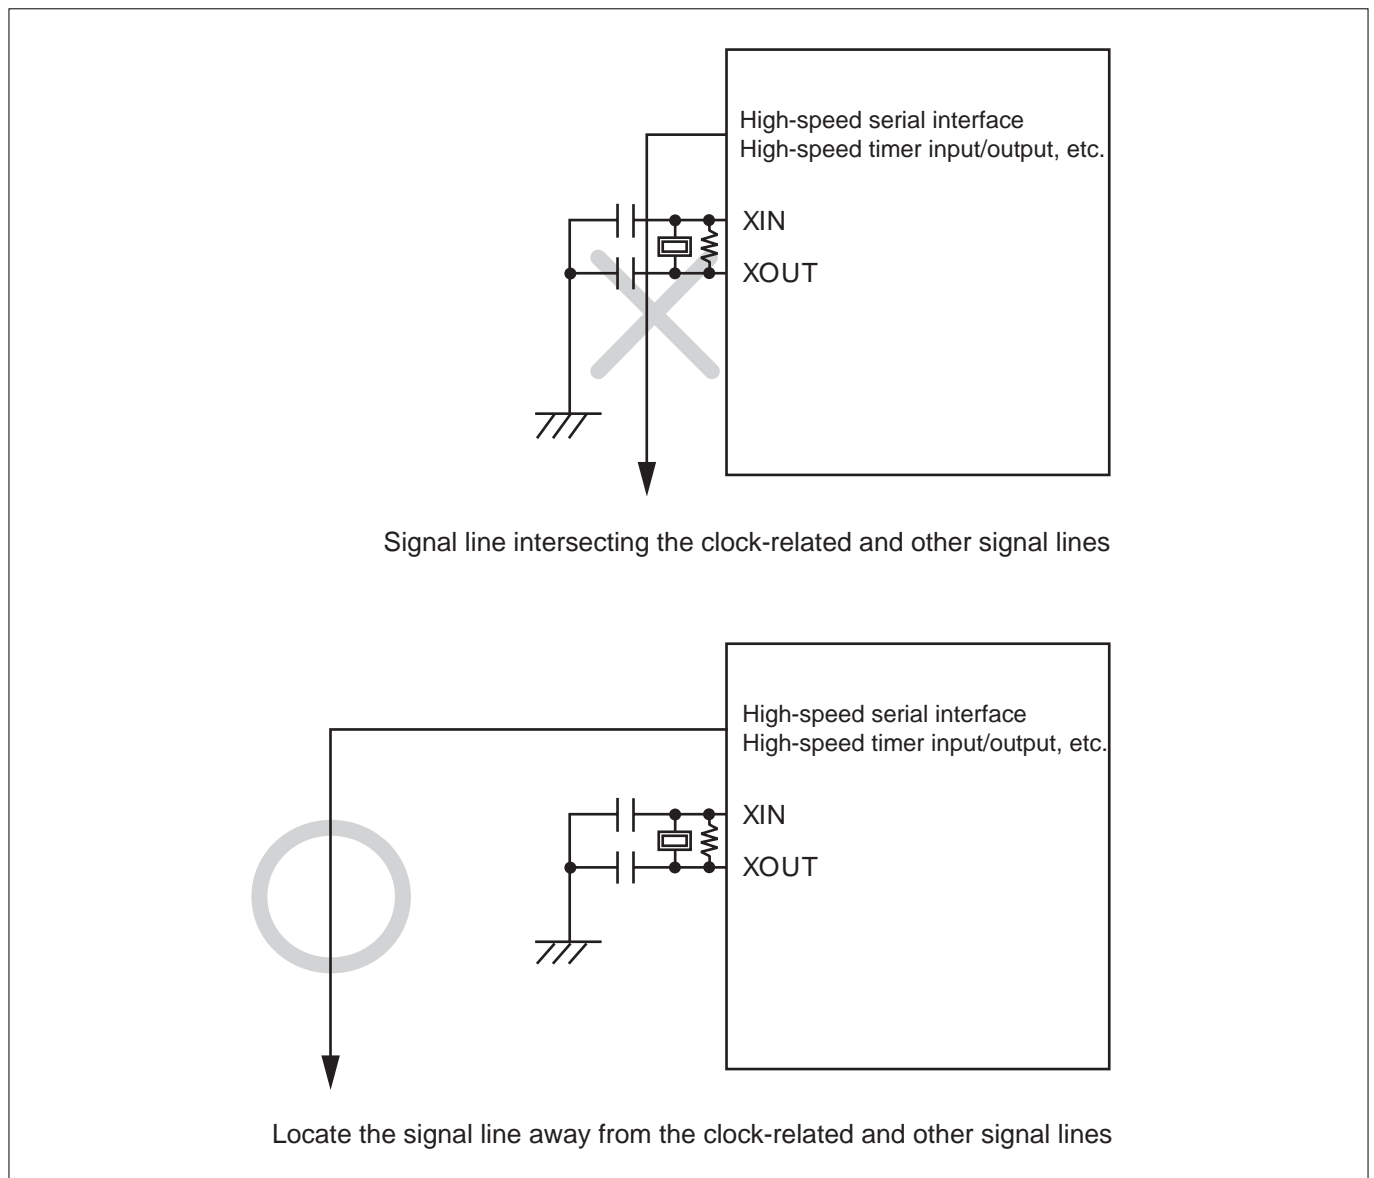 High-speed serial interface
High-speed timer input/output, etc.
XIN
XOUT
Signal line intersecting the clock-related and other signal lines
High-speed serial interface
High-speed timer input/output, etc.
XIN
XOUT
Locate the signal line away from the clock-related and other signal lines